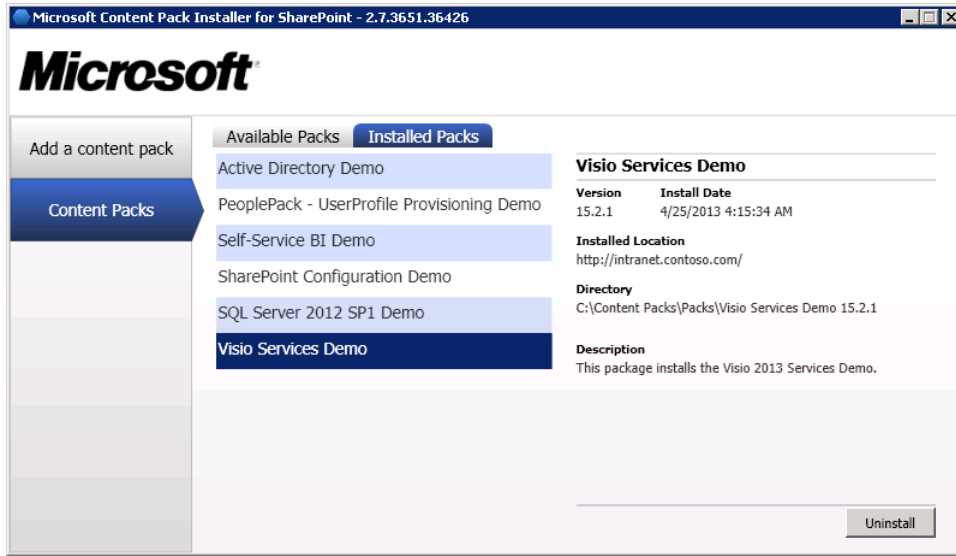 Microsoft Content Pack Installer for SharePoint - 2.7.3651.36426
Microsoft
Add a content pack
Content Packs
Available Packs
Installed Packs
Active Directory Demo
PeoplePack - UserProfile Provisioning Demo
Self-Service BI Demo
SharePoint Configuration Demo
SQL Server 2012 SP1 Demo
Visio Services Demo
Visio Services Demo
Version Install Date
15.2.1 4/25/2013 4:15:34 AM
Installed Location
http://intranet.contoso.com/
Directory
C:\Content Packs\Packs\Visio Services Demo 15.2.1
Description
This package installs the Visio 2013 Services Demo.
Uninstall